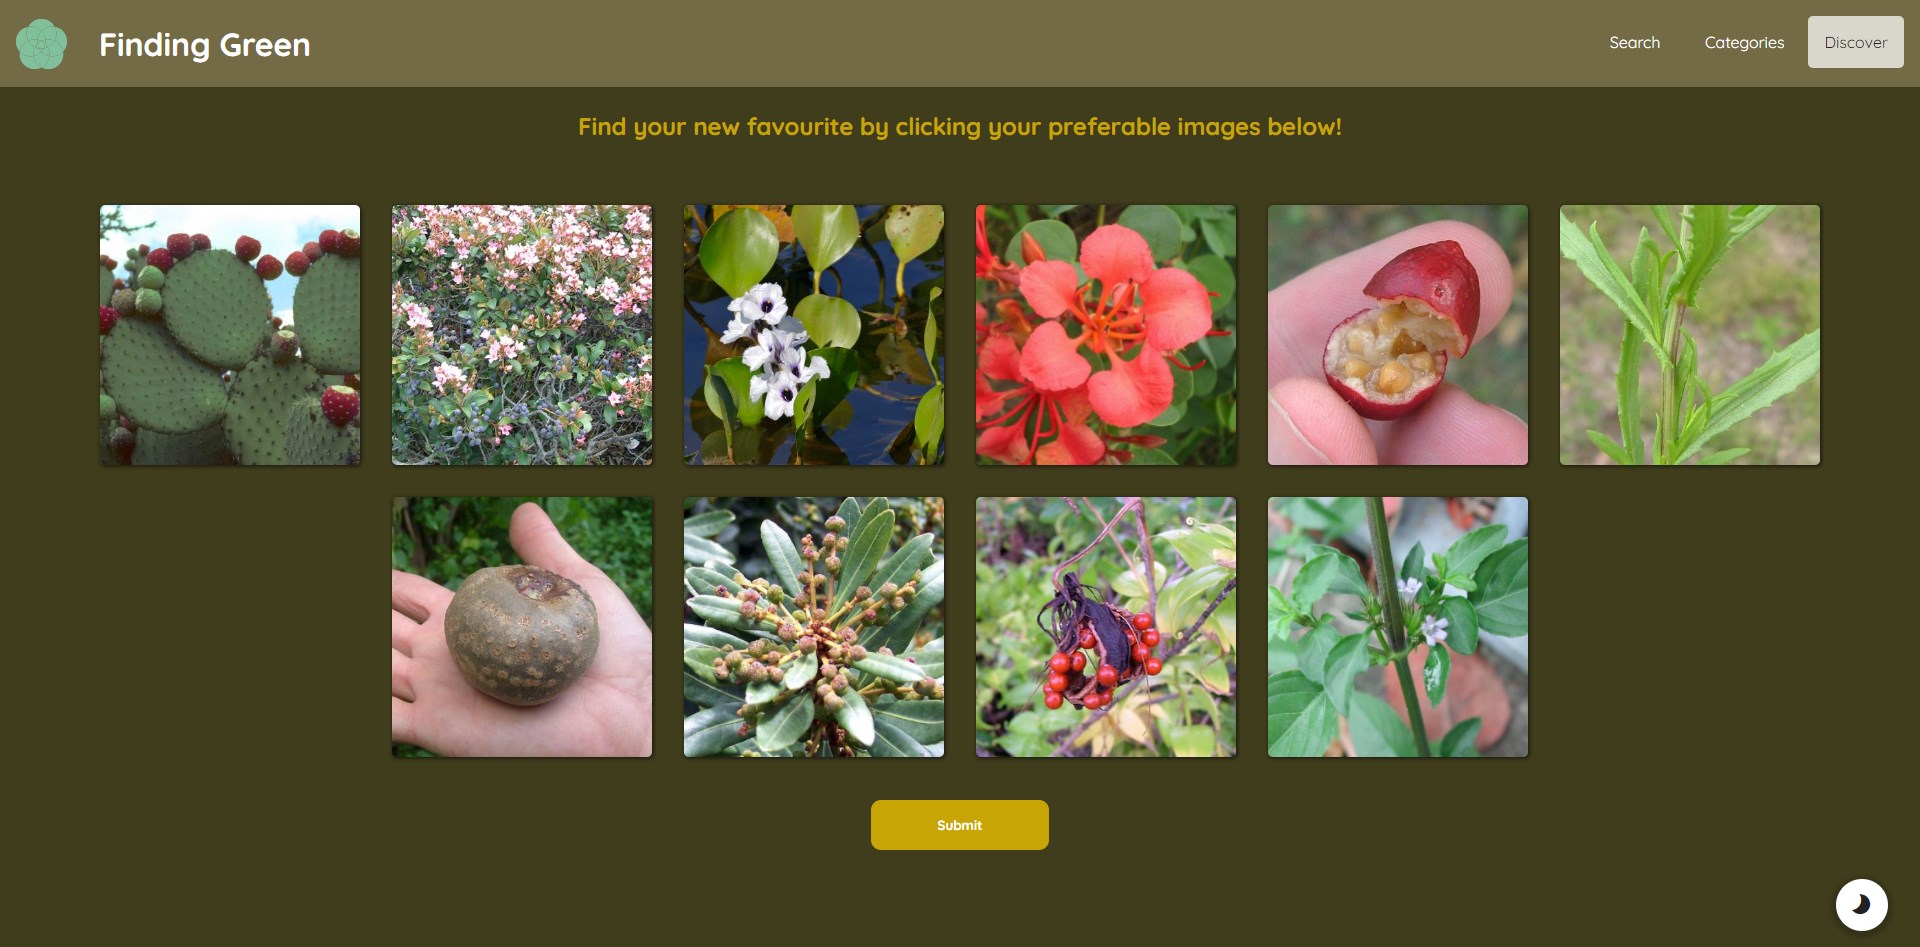 Finding Green
Search
Categories
Discover
Find your new favourite by clicking your preferable images below!
Submit